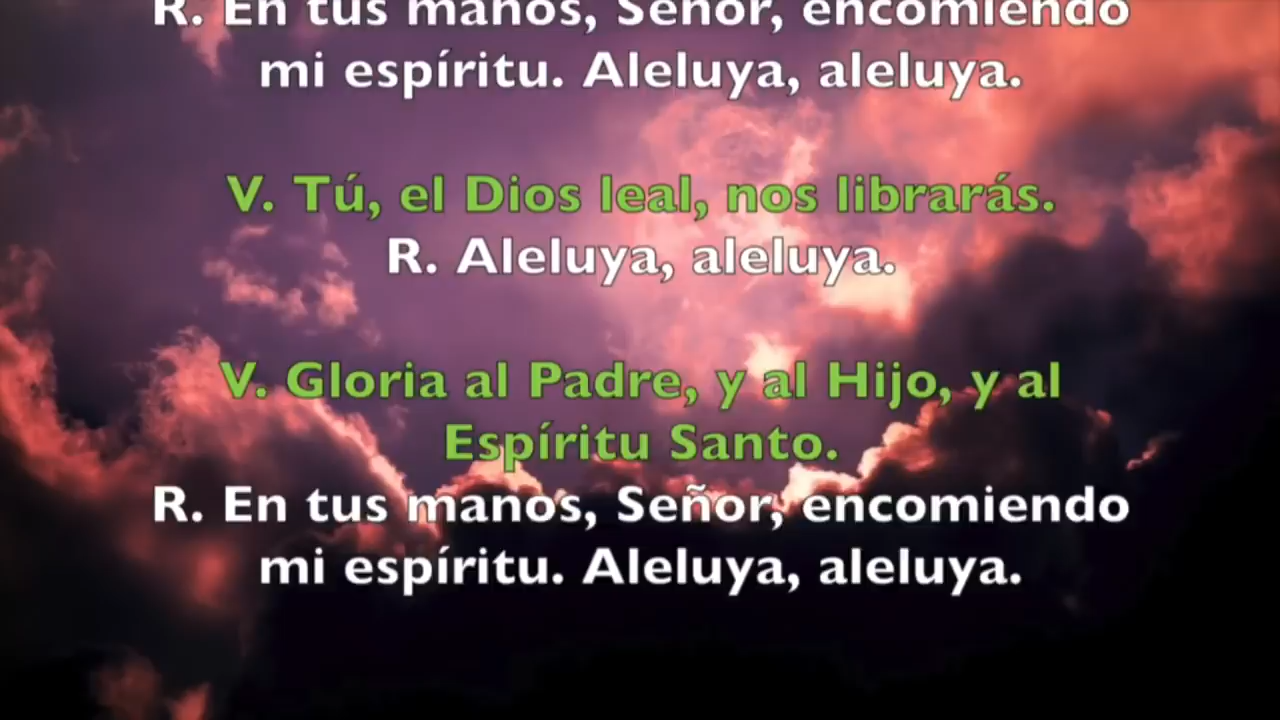 R. En tus manos, Señor, encomiendo
mi espíritu. Aleluya, aleluya.
V. Tú, el Dios leal, nos librarás.
R. Aleluya, aleluya.
V. Gloria al Padre, y al Hijo, y al
Espíritu Santo.
R. En tus manos, Señor, encomiendo
mi espíritu. Aleluya, aleluya.